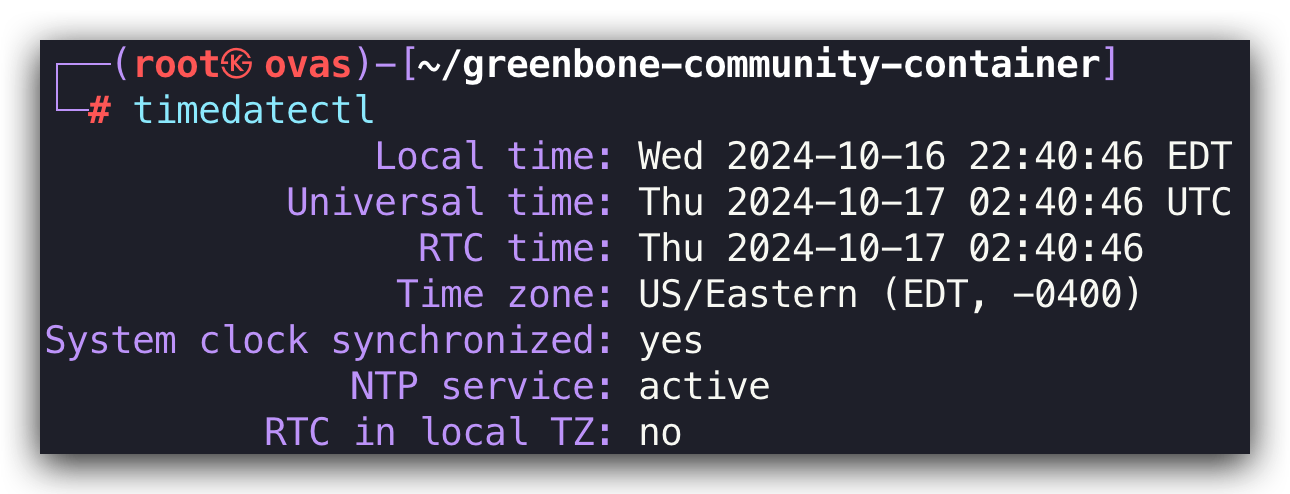 ┌──(root㉿ovas)-[~/greenbone-community-container]
└─# timedatectl
Local time: Wed 2024-10-16 22:40:46 EDT
Universal time: Thu 2024-10-17 02:40:46 UTC
RTC time: Thu 2024-10-17 02:40:46
Time zone: US/Eastern (EDT, -0400)
System clock synchronized: yes
NTP service: active
RTC in local TZ: no